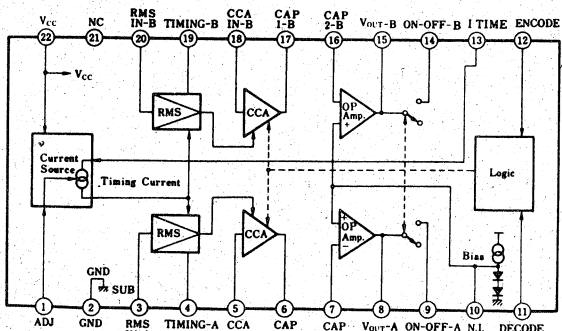 VCC NC RMS IN-B TIMING-B CCA IN-B CAP 1-B CAP 2-B VOUT-B ON-OFF-B I TIME ENCODE
22 21 20 19 18 17 16 15 14 13 12
VCC
RMS
CCA
OP Amp.
+
Current Source
Timing Current
Logic
RMS
CCA
+
OP Amp.
−
Bias
GND
SUB
1 2 3 4 5 6 7 8 9 10 11
ADJ GND RMS TIMING-A CCA CAP CAP VOUT-A ON-OFF-A N.I. DECODE